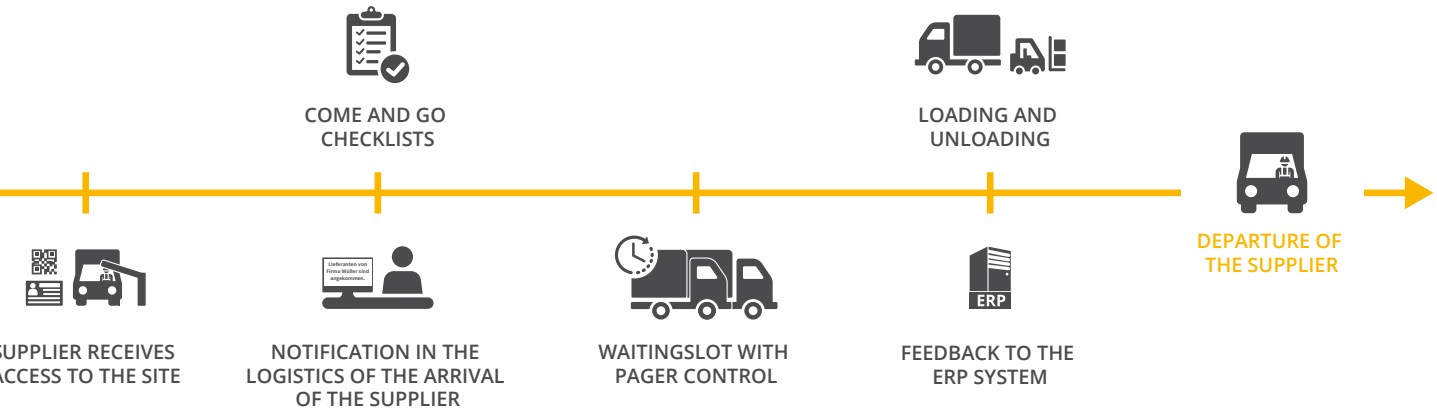 COME AND GO
CHECKLISTS
LOADING AND
UNLOADING
DEPARTURE OF
THE SUPPLIER
Lieferanten von
Firma Müller sind
angekommen.
ERP
SUPPLIER RECEIVES
ACCESS TO THE SITE
NOTIFICATION IN THE
LOGISTICS OF THE ARRIVAL
OF THE SUPPLIER
WAITINGSLOT WITH
PAGER CONTROL
FEEDBACK TO THE
ERP SYSTEM